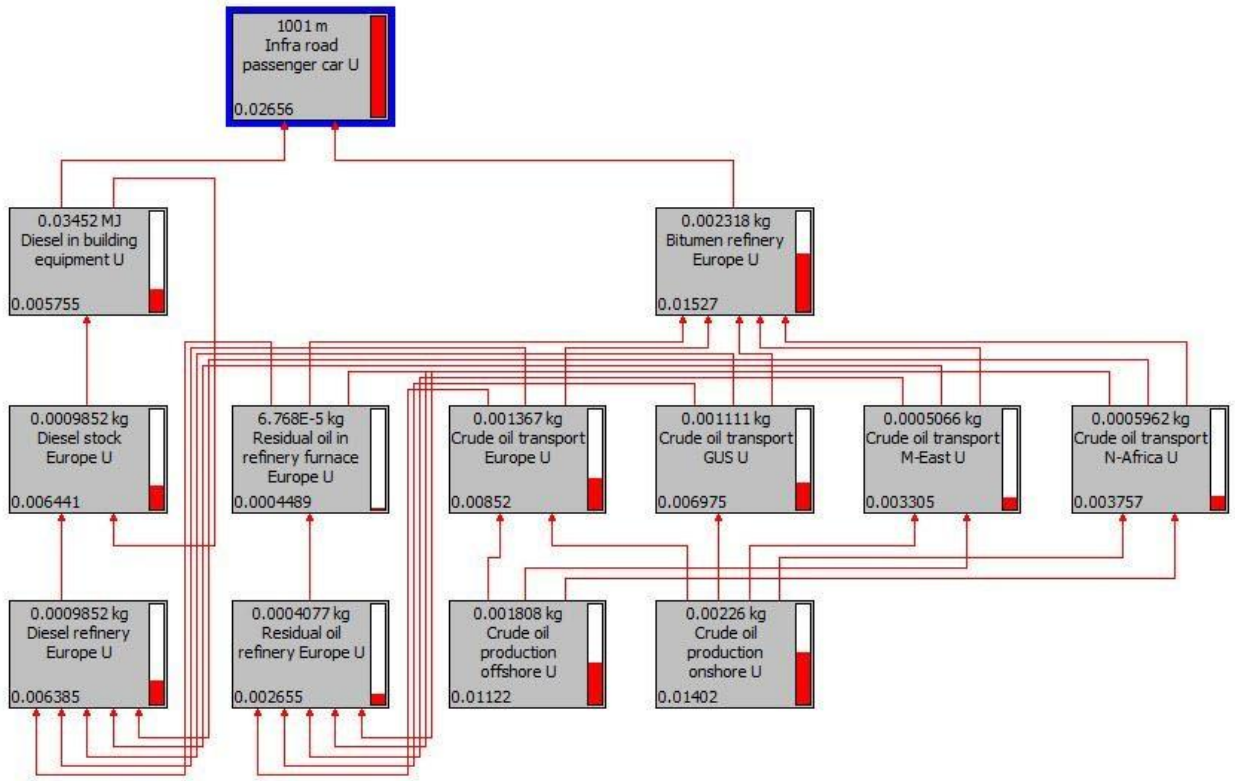 1001 m
Infra road
passenger car U
0.02656
0.03452 MJ
Diesel in building
equipment U
0.005755
0.002318 kg
Bitumen refinery
Europe U
0.01527
0.0009852 kg
Diesel stock
Europe U
0.006441
6.768E-5 kg
Residual oil in
refinery furnace
Europe U
0.0004489
0.001367 kg
Crude oil transport
Europe U
0.00852
0.001111 kg
Crude oil transport
GUS U
0.006975
0.0005066 kg
Crude oil transport
M-East U
0.003305
0.0005962 kg
Crude oil transport
N-Africa U
0.003757
0.0009852 kg
Diesel refinery
Europe U
0.006385
0.0004077 kg
Residual oil
refinery Europe U
0.002655
0.001808 kg
Crude oil
production
offshore U
0.01122
0.00226 kg
Crude oil
production
onshore U
0.01402